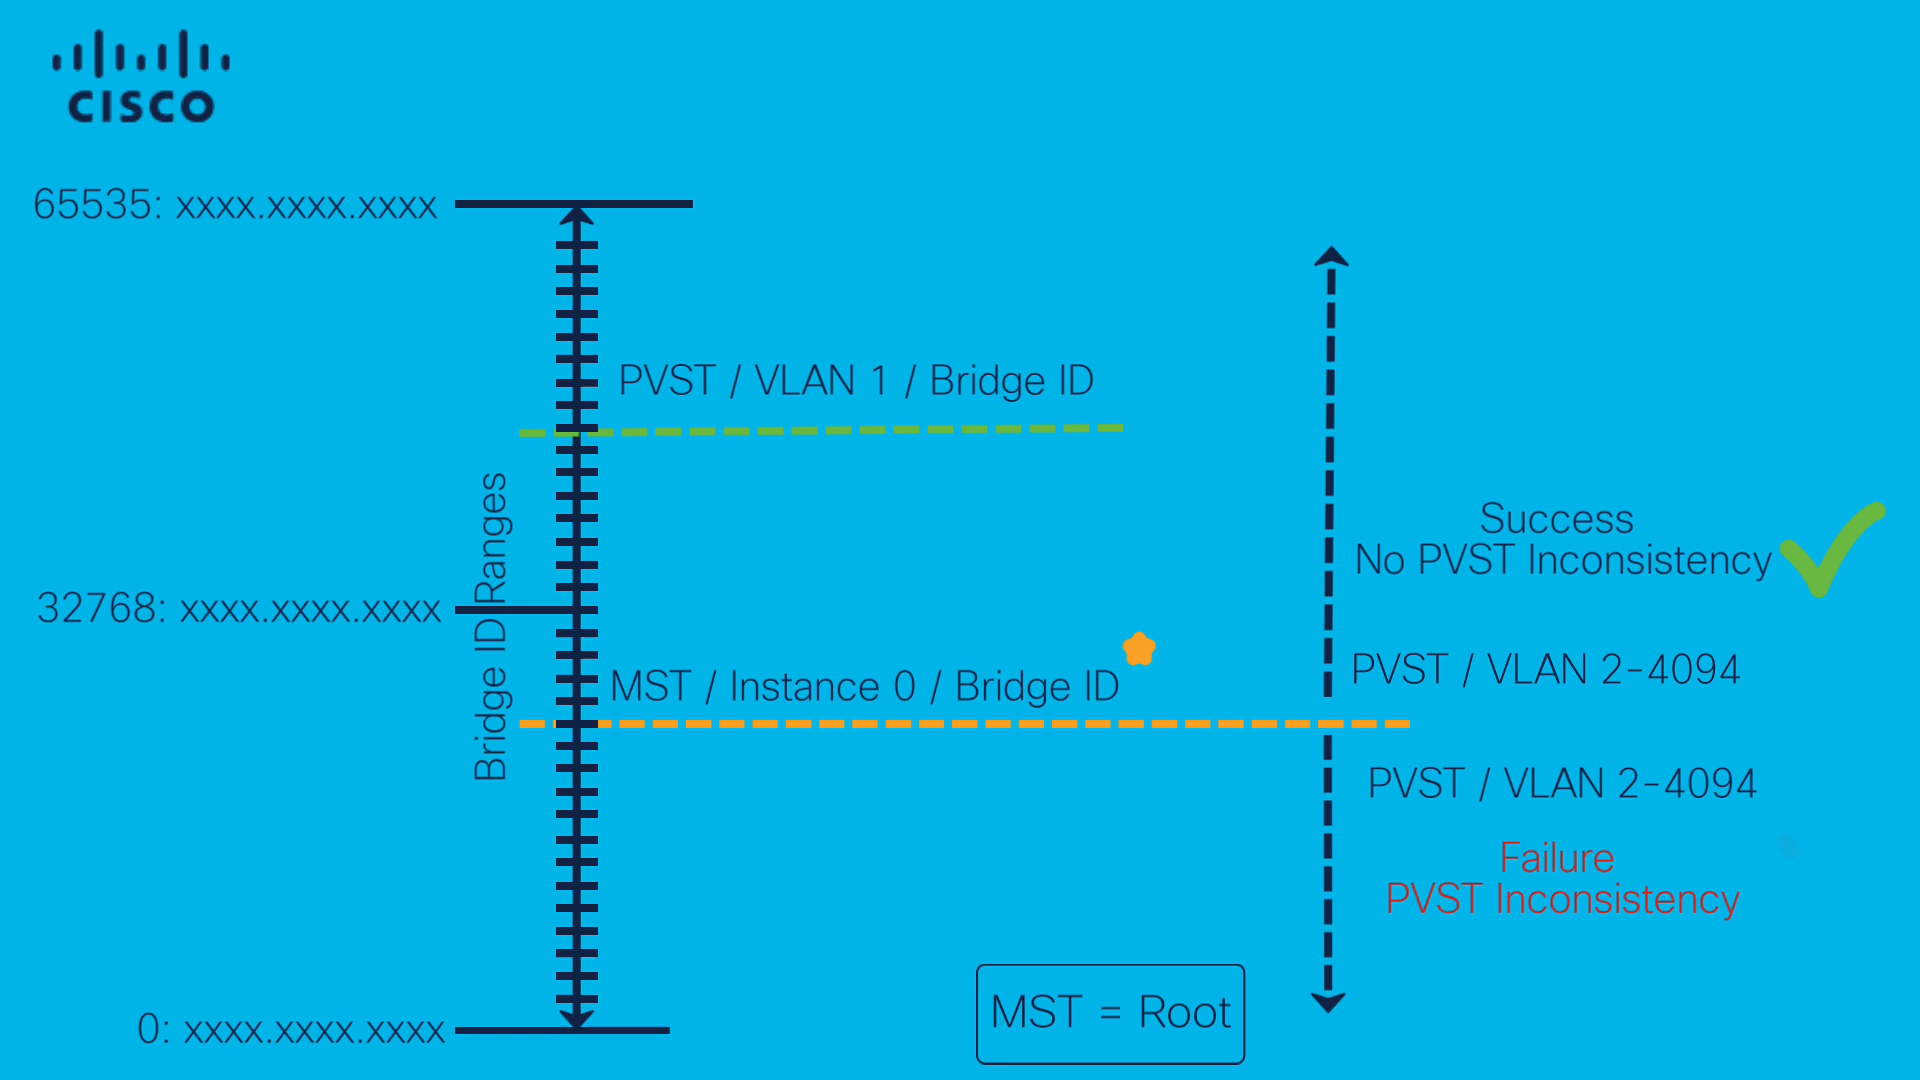 CISCO
65535: xxxx.xxxx.xxxx
PVST / VLAN 1 / Bridge ID
Bridge ID Ranges
Success
No PVST Inconsistency
32768: xxxx.xxxx.xxxx
MST / Instance 0 / Bridge ID
PVST / VLAN 2-4094
PVST / VLAN 2-4094
Failure
PVST Inconsistency
MST = Root
0: xxxx.xxxx.xxxx